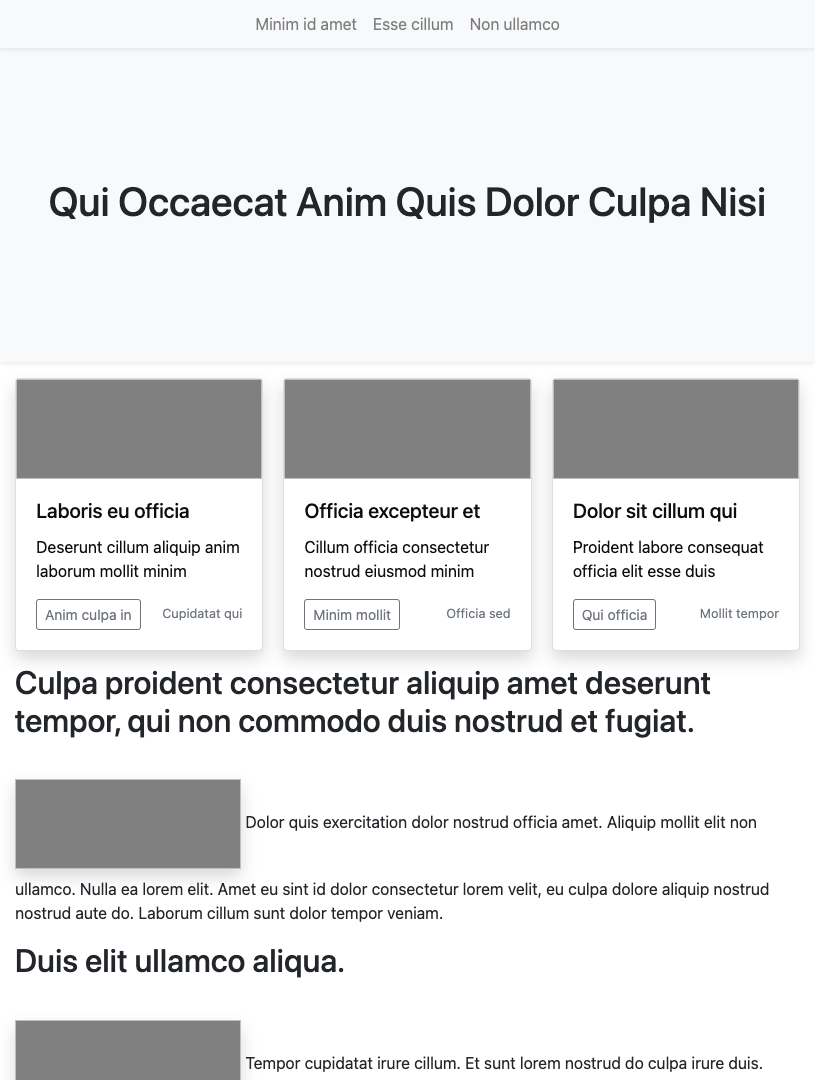 Minim id amet Esse cillum Non ullamco
Qui Occaecat Anim Quis Dolor Culpa Nisi
Laboris eu officia
Deserunt cillum aliquip anim
laborum mollit minim
Anim culpa in
Cupidatat qui
Officia excepteur et
Cillum officia consectetur
nostrud eiusmod minim
Minim mollit
Officia sed
Dolor sit cillum qui
Proident labore consequat
officia elit esse duis
Qui officia
Mollit tempor
Culpa proident consectetur aliquip amet deserunt
tempor, qui non commodo duis nostrud et fugiat.
Dolor quis exercitation dolor nostrud officia amet. Aliquip mollit elit non
ullamco. Nulla ea lorem elit. Amet eu sint id dolor consectetur lorem velit, eu culpa dolore aliquip nostrud
nostrud aute do. Laborum cillum sunt dolor tempor veniam.
Duis elit ullamco aliqua.
Tempor cupidatat irure cillum. Et sunt lorem nostrud do culpa irure duis.